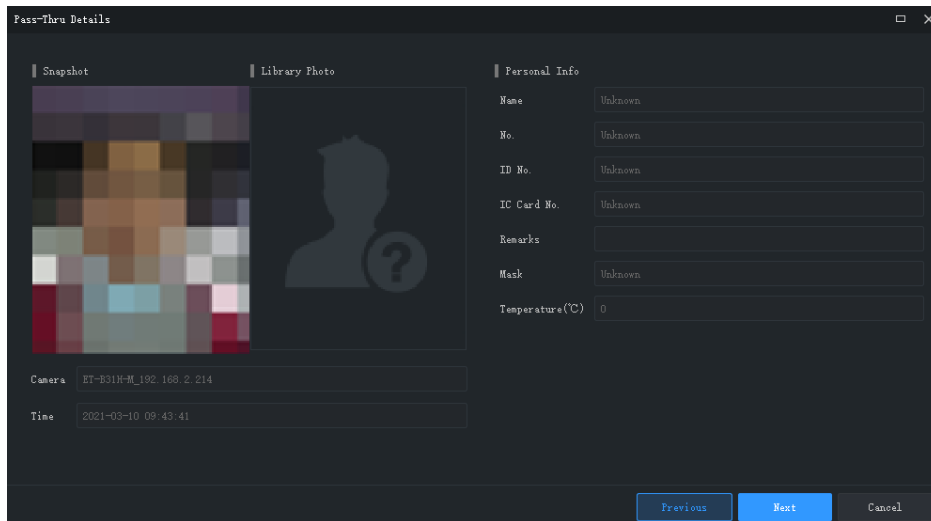 Pass-Thru Details
Snapshot
Library Photo
Personal Info
Name Unknown
No. Unknown
ID No. Unknown
IC Card No. Unknown
Remarks
Mask Unknown
Temperature(℃) 0
Camera ET-B31H-M_192.168.2.214
Time 2021-03-10 09:43:41
Previous Next Cancel